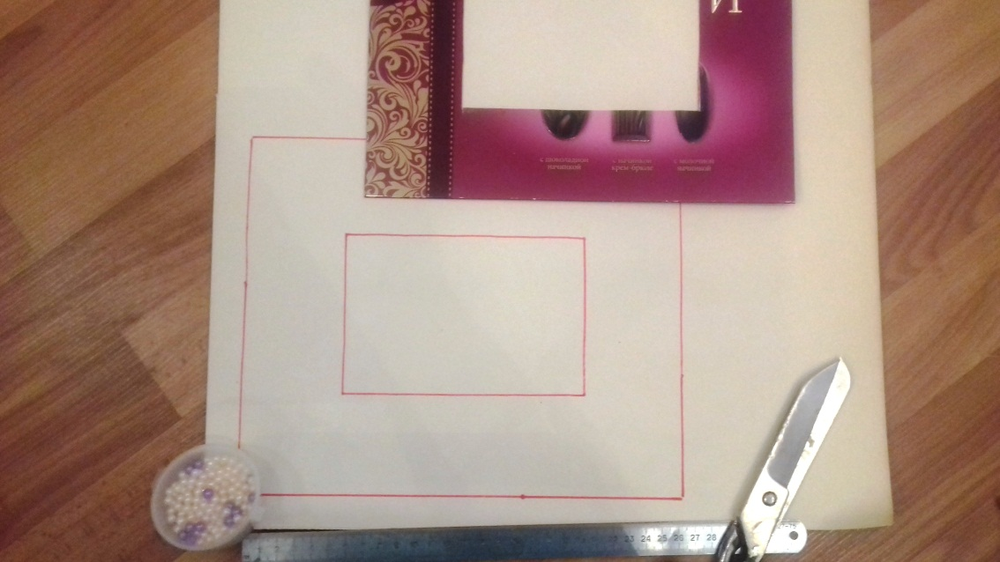 И
с шоколадной
начинкой
с начинкой
крем-брюле
с молочной
начинкой
23 24 25 26 27 28